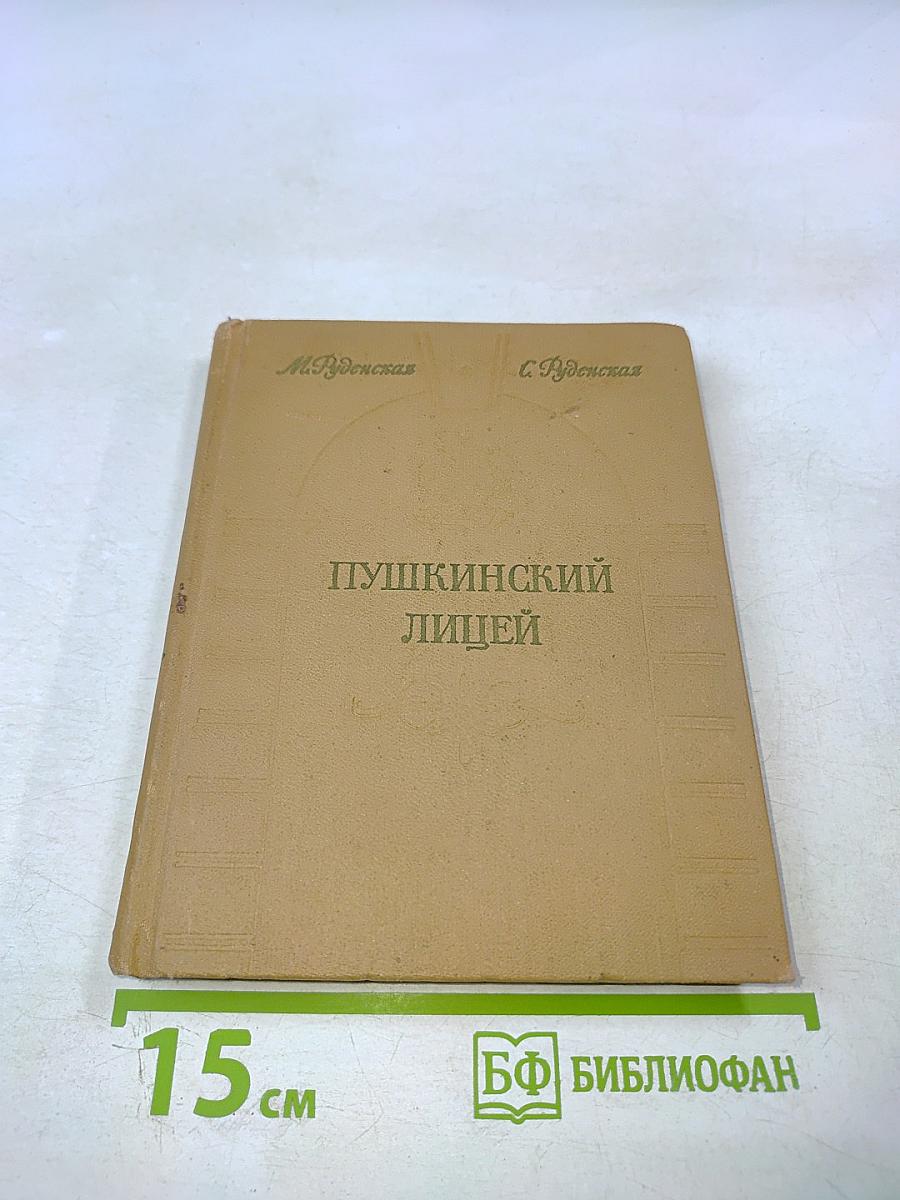 М. Руденская С. Руденская
ПУШКИНСКИЙ
ЛИЦЕЙ
15 см
БФ БИБЛИОФАН